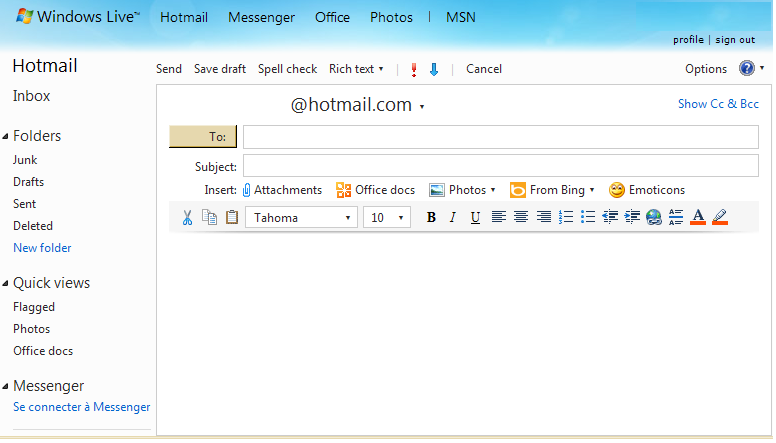 Windows Live™ Hotmail Messenger Office Photos | MSN
profile | sign out
Hotmail
Send Save draft Spell check Rich text Cancel Options
Inbox
@hotmail.com Show Cc & Bcc
Folders
To:
Junk
Subject:
Drafts
Insert: Attachments Office docs Photos From Bing Emoticons
Sent
Tahoma 10 B I U
Deleted
New folder
Quick views
Flagged
Photos
Office docs
Messenger
Se connecter à Messenger